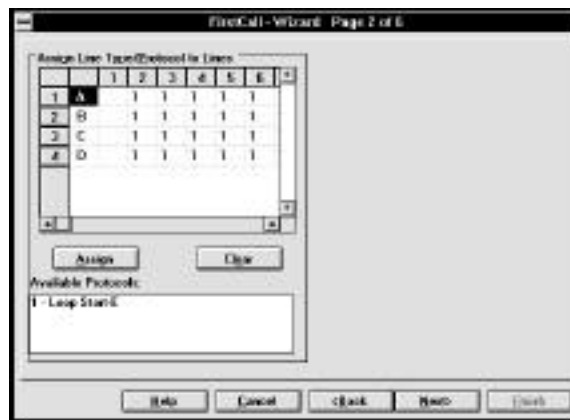 FirstCall - Wizard Page 2 of 6
Assign Line Type/Protocol to Lines
1 2 3 4 5 6
1 A 1 1 1 1 1
2 B 1 1 1 1 1
3 C 1 1 1 1 1
4 D 1 1 1 1 1
Assign Clear
Available Protocols:
1 - Loop Start-E
Help Cancel <Back Next> Finish